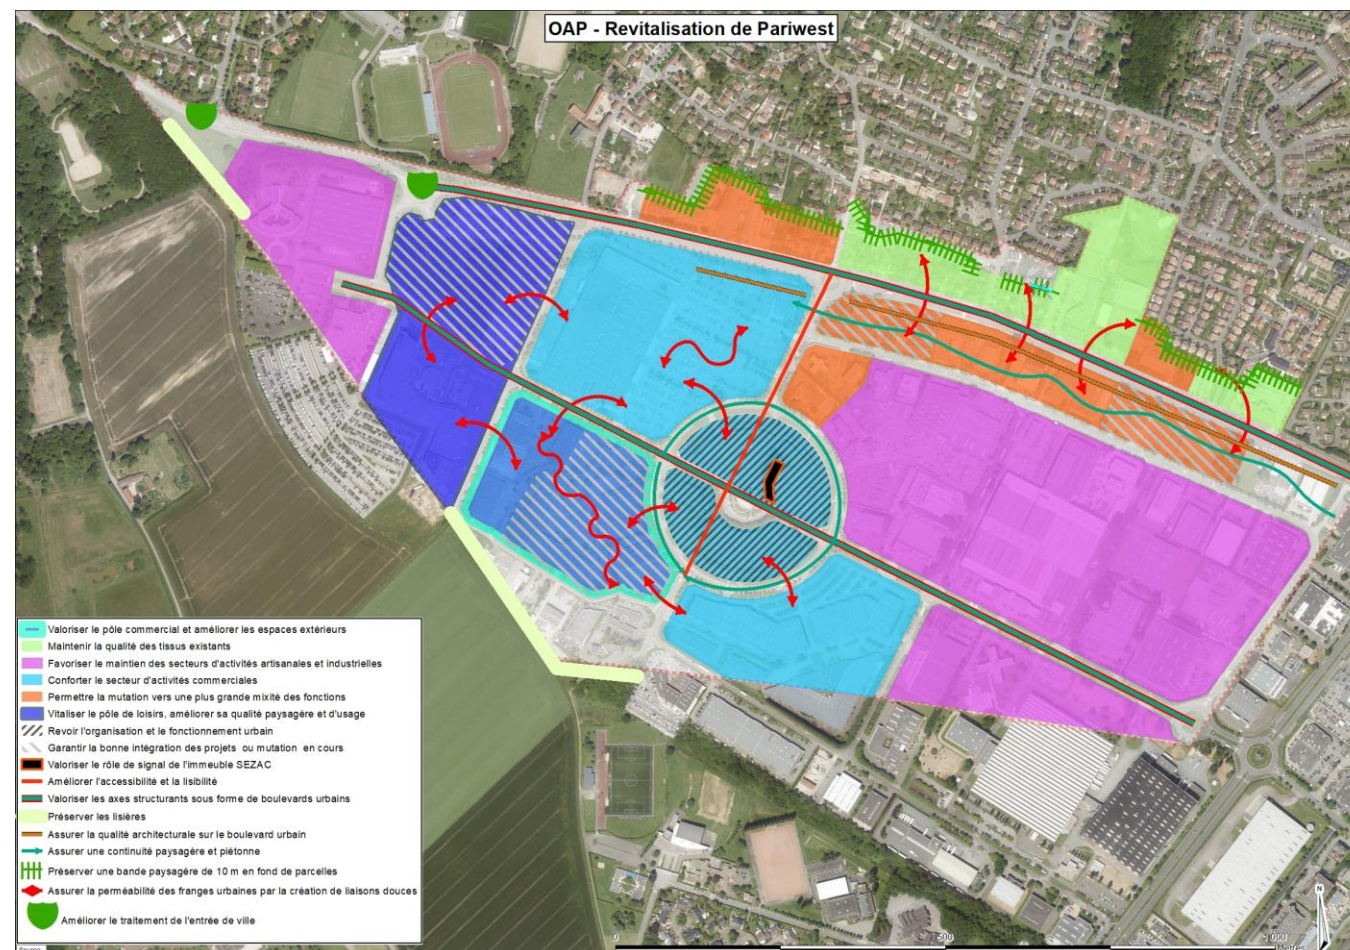 OAP - Revitalisation de Pariwest
Valoriser le pôle commercial et améliorer les espaces extérieurs
Maintenir la qualité des tissus existants
Favoriser le maintien des secteurs d'activités artisanales et industrielles
Conforter le secteur d'activités commerciales
Permettre la mutation vers une plus grande mixité des fonctions
Vitaliser le pôle de loisirs, améliorer sa qualité paysagère et d'usage
Revoir l'organisation et le fonctionnement urbain
Garantir la bonne intégration des projets ou mutation en cours
Valoriser le rôle de signal de l'immeuble SEZAC
Améliorer l'accessibilité et la lisibilité
Valoriser les axes structurants sous forme de boulevards urbains
Préserver les lisières
Assurer la qualité architecturale sur le boulevard urbain
Assurer une continuité paysagère et piétonne
Préserver une bande paysagère de 10 m en fond de parcelles
Assurer la perméabilité des franges urbaines par la création de liaisons douces
Améliorer le traitement de l'entrée de ville
N
0 500 1 000
Mètres